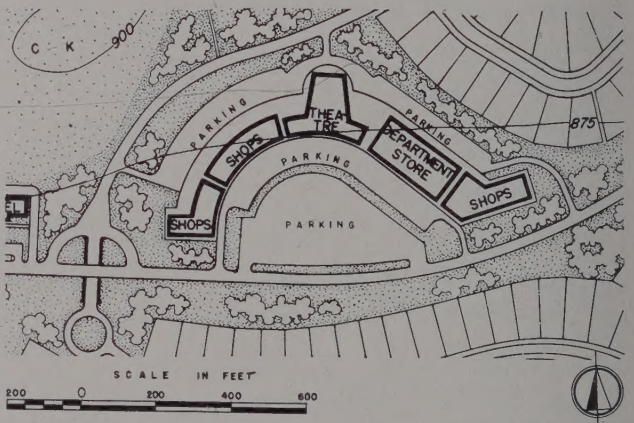 C K
900
PARKING
THEA-
TRE
PARKING
875
SHOPS
DEPARTMENT
STORE
PARKING
SHOPS
SHOPS
PARKING
EL
SCALE IN FEET
200 0 200 400 600